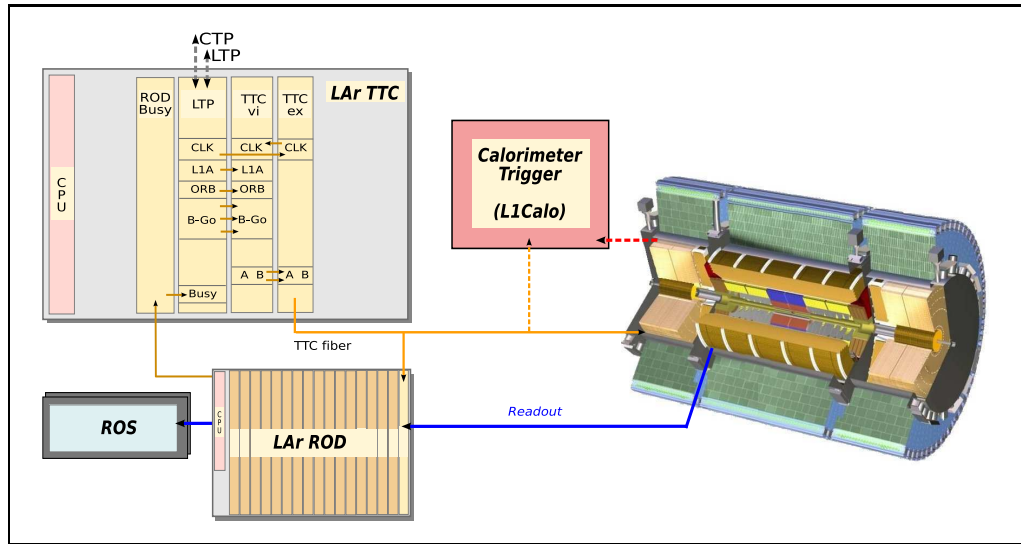 CTP
LTP
LAr TTC
ROD
Busy
LTP
TTC
vi
TTC
ex
CLK
CLK
CLK
L1A
L1A
ORB
ORB
B-Go
B-Go
A B
A B
Busy
C
P
U
Calorimeter
Trigger
(L1Calo)
TTC fiber
C
P
U
ROS
LAr ROD
Readout